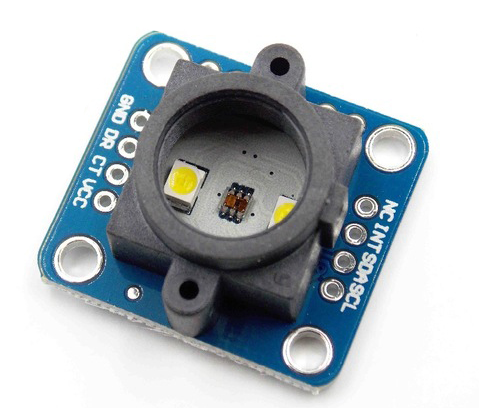 GND DR CT VCC
NC INT SDA SCL